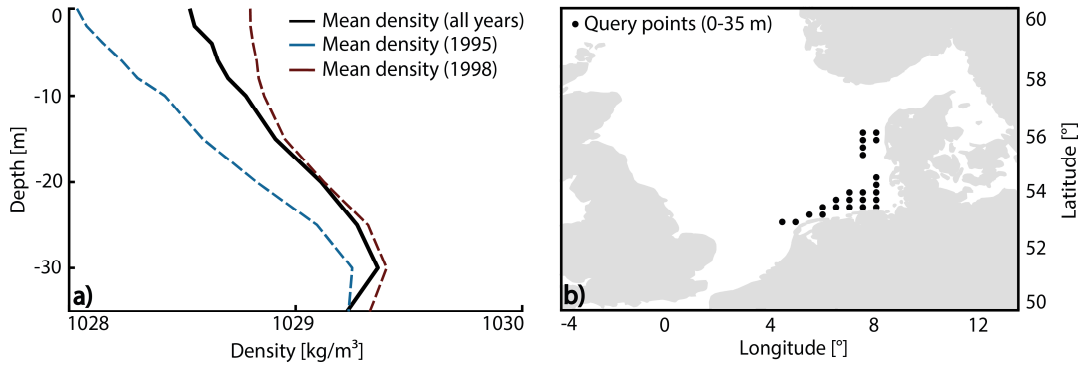 0
-10
-20
-30
Depth [m]
Mean density (all years)
Mean density (1995)
Mean density (1998)
a)
1028
1029
1030
Density [kg/m³]
Query points (0-35 m)
b)
60
58
56
54
52
50
Latitude [°]
-4
0
4
8
12
Longitude [°]